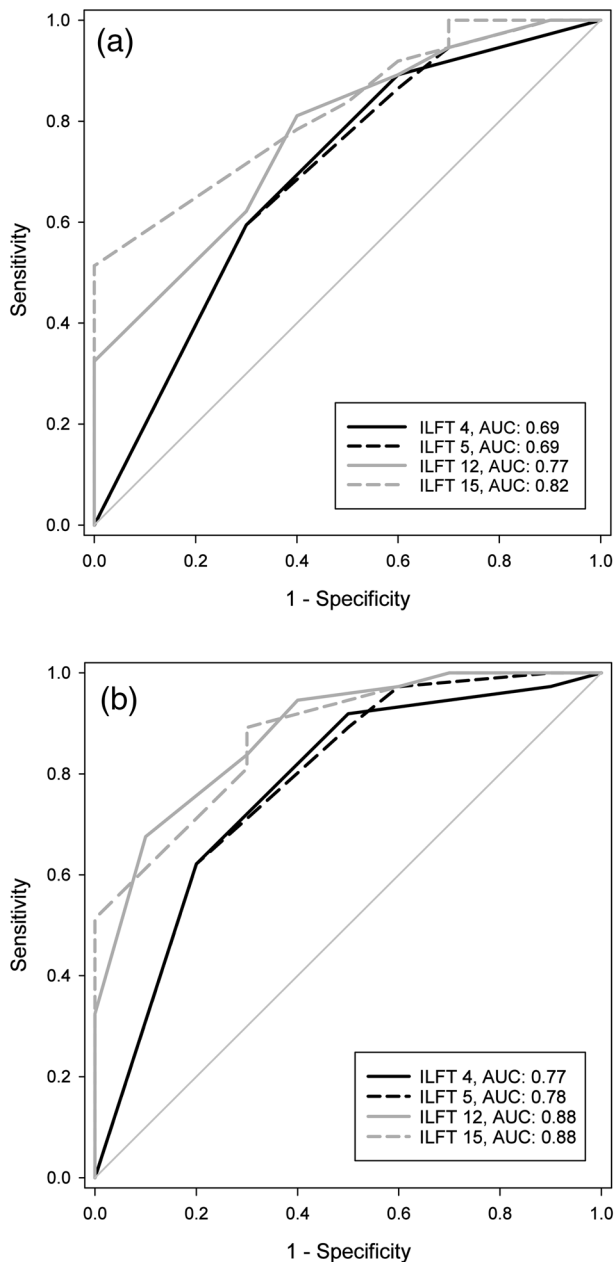 (a)
1.0
0.8
0.6
0.4
0.2
0.0
Sensitivity
ILFT 4, AUC: 0.69
ILFT 5, AUC: 0.69
ILFT 12, AUC: 0.77
ILFT 15, AUC: 0.82
0.0 0.2 0.4 0.6 0.8 1.0
1 - Specificity
(b)
1.0
0.8
0.6
0.4
0.2
0.0
Sensitivity
ILFT 4, AUC: 0.77
ILFT 5, AUC: 0.78
ILFT 12, AUC: 0.88
ILFT 15, AUC: 0.88
0.0 0.2 0.4 0.6 0.8 1.0
1 - Specificity